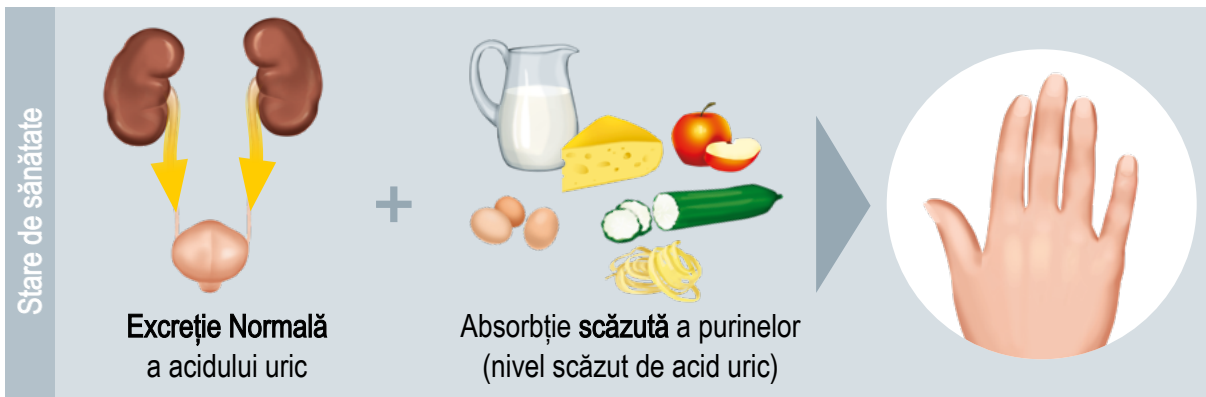 Stare de sănătate
Excreție Normală
a acidului uric
+
Absorbție scăzută a purinelor
(nivel scăzut de acid uric)